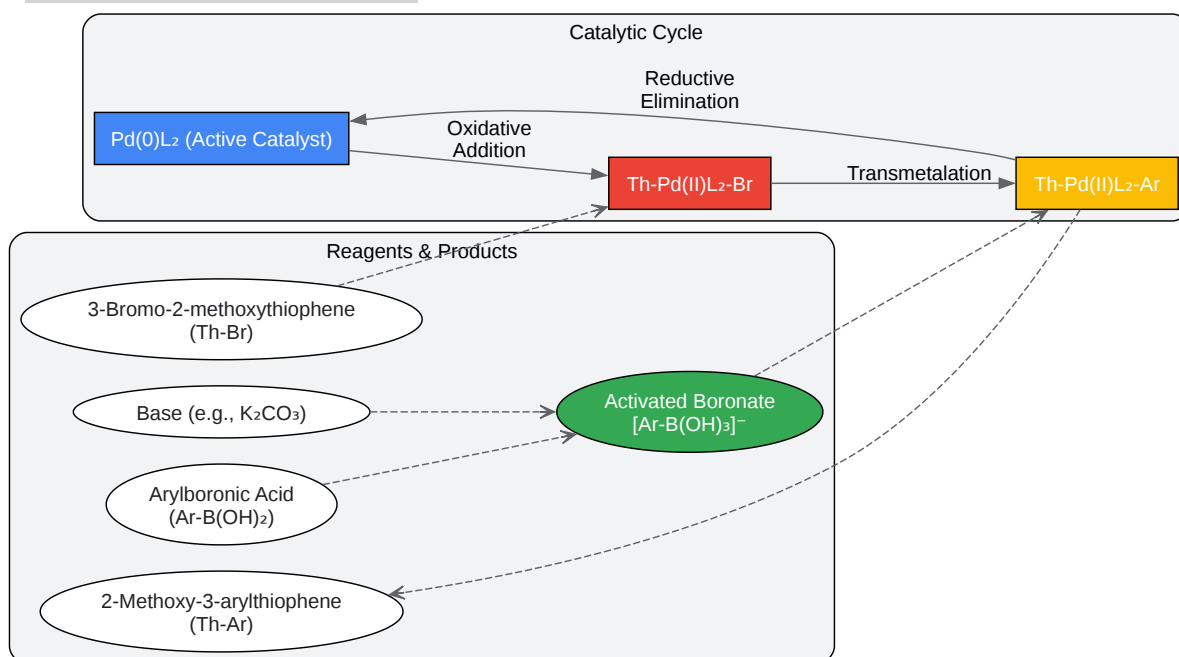 Catalytic Cycle
Reductive
Elimination
Pd(0)L₂ (Active Catalyst)
Oxidative
Addition
Th-Pd(II)L₂-Br
Transmetalation
Th-Pd(II)L₂-Ar
Reagents & Products
3-Bromo-2-methoxythiophene
(Th-Br)
Base (e.g., K₂CO₃)
Activated Boronate
[Ar-B(OH)₃]⁻
Arylboronic Acid
(Ar-B(OH)₂)
2-Methoxy-3-arylthiophene
(Th-Ar)